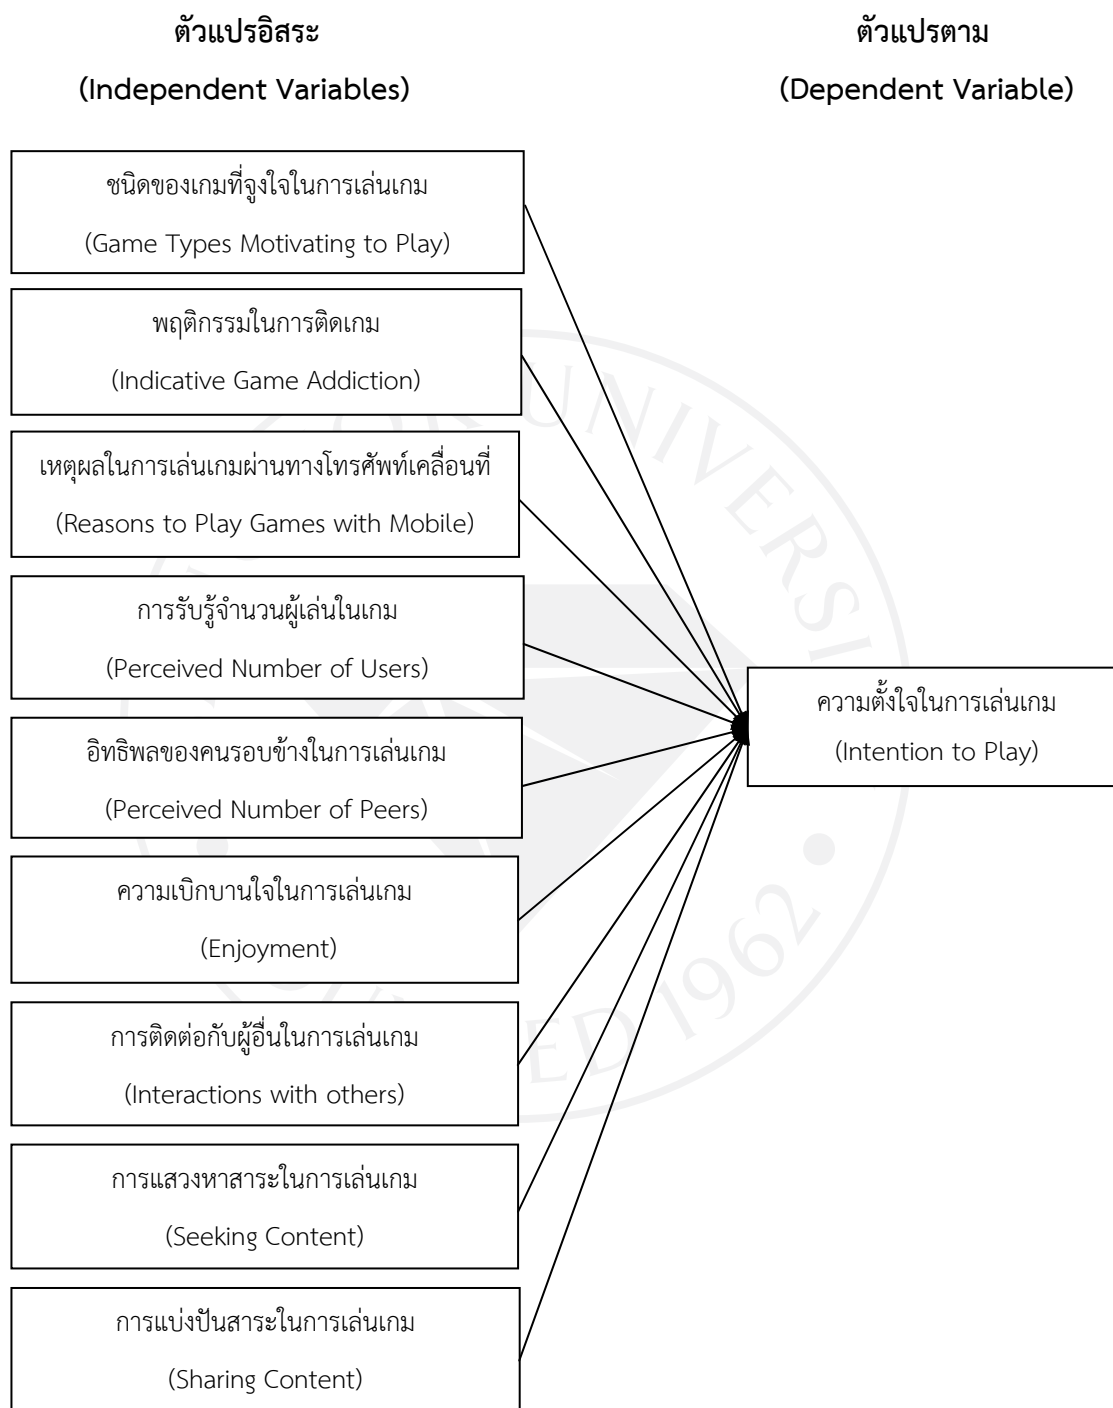 ตัวแปรอิสระ
(Independent Variables)
ตัวแปรตาม
(Dependent Variable)
ชนิดของเกมที่จูงใจในการเล่นเกม
(Game Types Motivating to Play)
พฤติกรรมในการติดเกม
(Indicative Game Addiction)
เหตุผลในการเล่นเกมผ่านทางโทรศัพท์เคลื่อนที่
(Reasons to Play Games with Mobile)
การรับรู้จำนวนผู้เล่นในเกม
(Perceived Number of Users)
อิทธิพลของคนรอบข้างในการเล่นเกม
(Perceived Number of Peers)
ความเบิกบานใจในการเล่นเกม
(Enjoyment)
การติดต่อกับผู้อื่นในการเล่นเกม
(Interactions with others)
การแสวงหาสาระในการเล่นเกม
(Seeking Content)
การแบ่งปันสาระในการเล่นเกม
(Sharing Content)
ความตั้งใจในการเล่นเกม
(Intention to Play)
1962